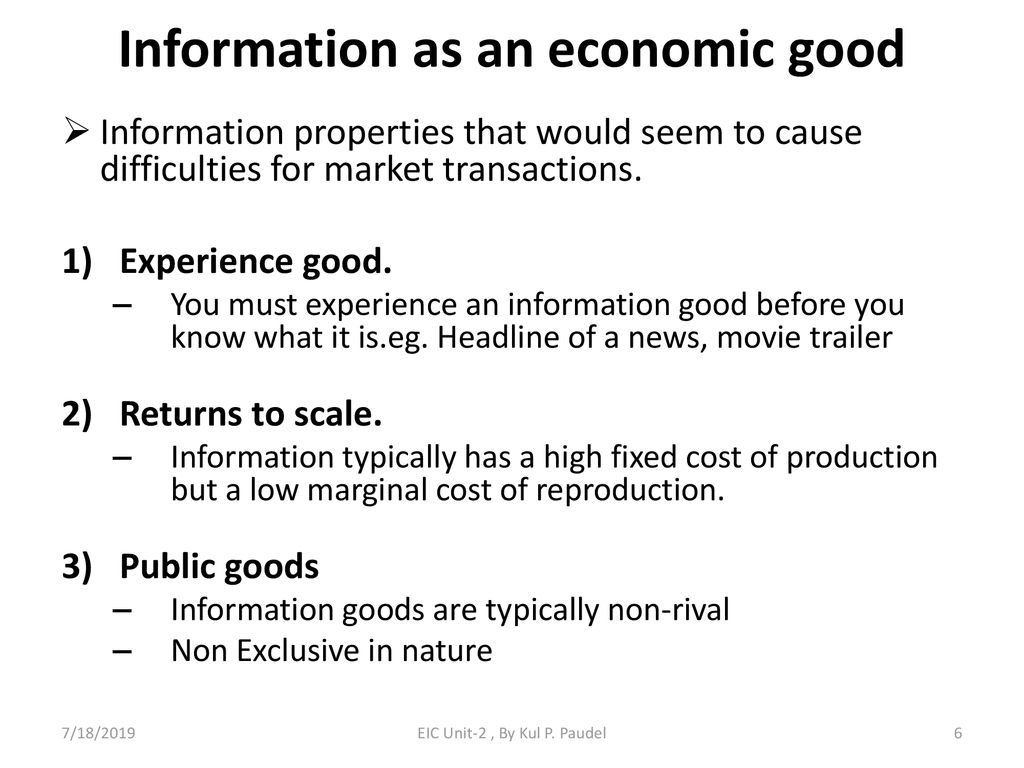 Information as an economic good
➢ Information properties that would seem to cause
difficulties for market transactions.
1) Experience good.
– You must experience an information good before you
know what it is.eg. Headline of a news, movie trailer
2) Returns to scale.
– Information typically has a high fixed cost of production
but a low marginal cost of reproduction.
3) Public goods
– Information goods are typically non-rival
– Non Exclusive in nature
7/18/2019 EIC Unit-2 , By Kul P. Paudel 6